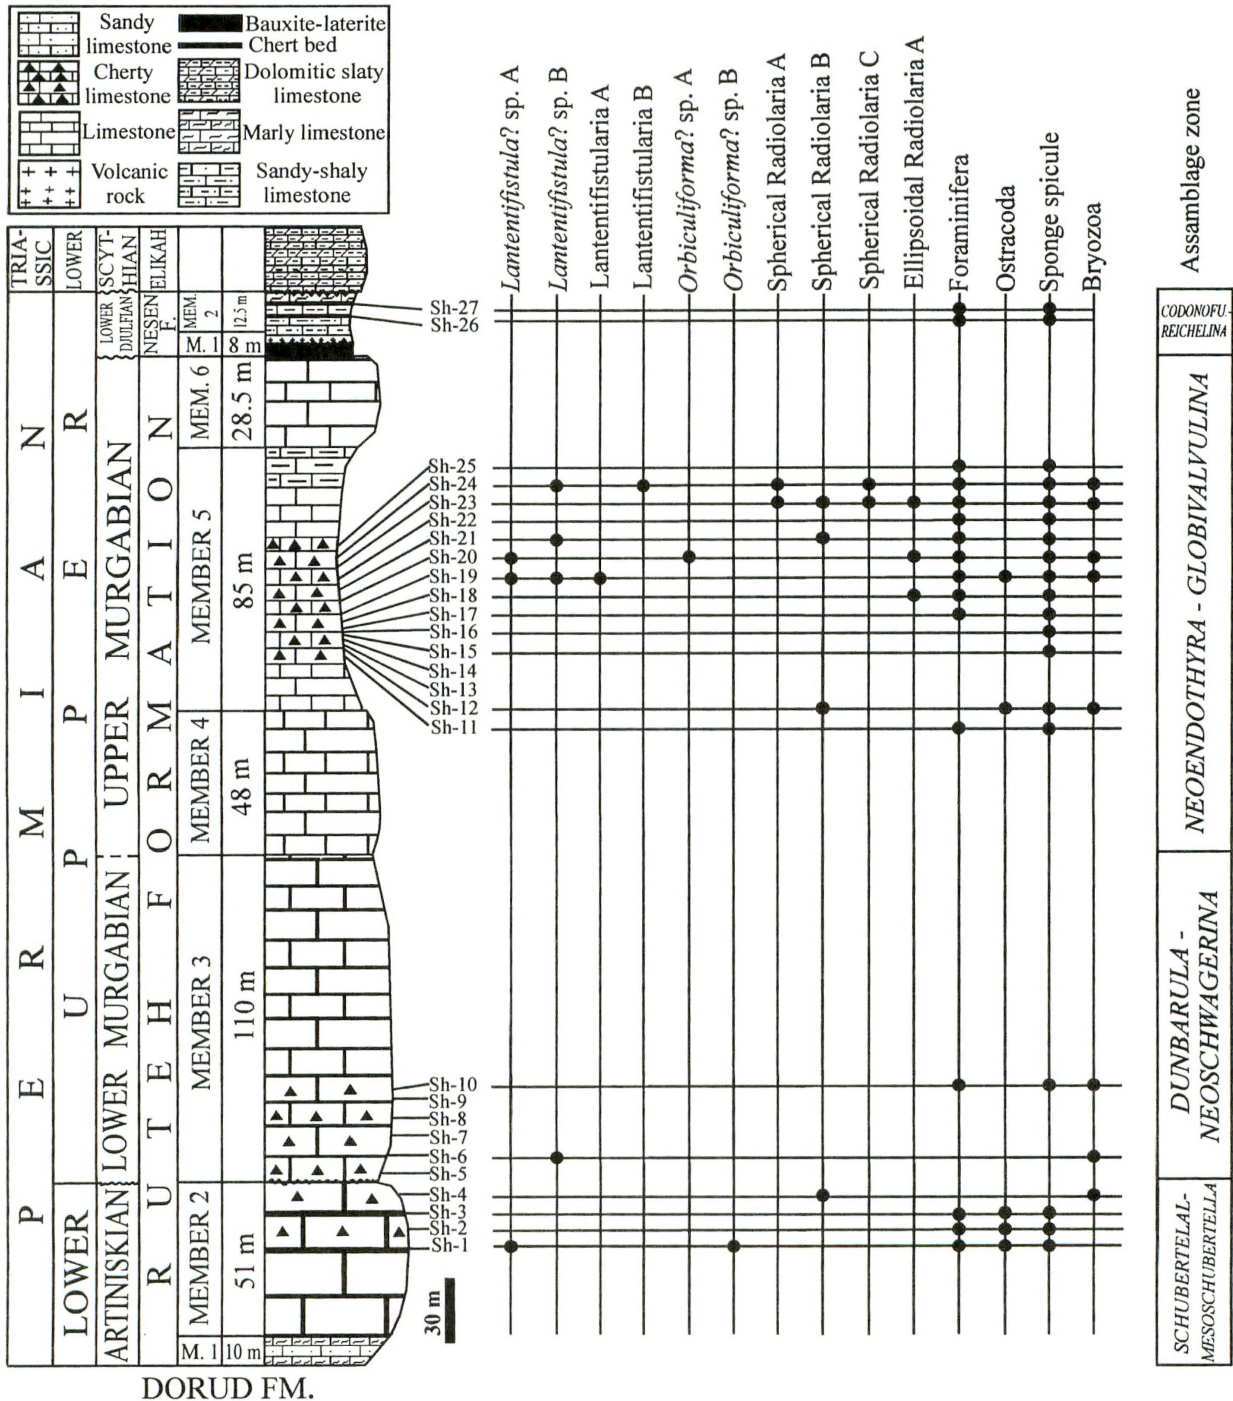 Sandy
limestone
Cherty
limestone
Limestone
Volcanic
rock
Bauxite-laterite
Chert bed
Dolomitic slaty
limestone
Marly limestone
Sandy-shaly
limestone
Lantentifistula? sp. A
Lantentifistula? sp. B
Lantentifistularia A
Lantentifistularia B
Orbiculiforma? sp. A
Orbiculiforma? sp. B
Spherical Radiolaria A
Spherical Radiolaria B
Spherical Radiolaria C
Ellipsoidal Radiolaria A
Foraminifera
Ostracoda
Sponge spicule
Bryozoa
Assamblage zone
TRIA-
SSIC
LOWER
SCYT-
HIAN
ELIKAH
PERMIAN
UPPER
LOWER
LOWER
DJULFIAN
UPPER MURGABIAN
LOWER MURGABIAN
ARTINISKIAN
NESEN
F.
RUTEH FORMATION
MEM.
2
12.5 m
M. 1
8 m
MEM. 6
28.5 m
MEMBER 5
85 m
MEMBER 4
48 m
MEMBER 3
110 m
MEMBER 2
51 m
M. 1
10 m
Sh-27
Sh-26
Sh-25
Sh-24
Sh-23
Sh-22
Sh-21
Sh-20
Sh-19
Sh-18
Sh-17
Sh-16
Sh-15
Sh-14
Sh-13
Sh-12
Sh-11
Sh-10
Sh-9
Sh-8
Sh-7
Sh-6
Sh-5
Sh-4
Sh-3
Sh-2
Sh-1
30 m
CODONOFU-
REICHELINA
NEOENDOTHYRA - GLOBIVALVULINA
DUNBARULA -
NEOSCHWAGERINA
SCHUBERTELAL-
MESOSCHUBERTELLA
DORUD FM.